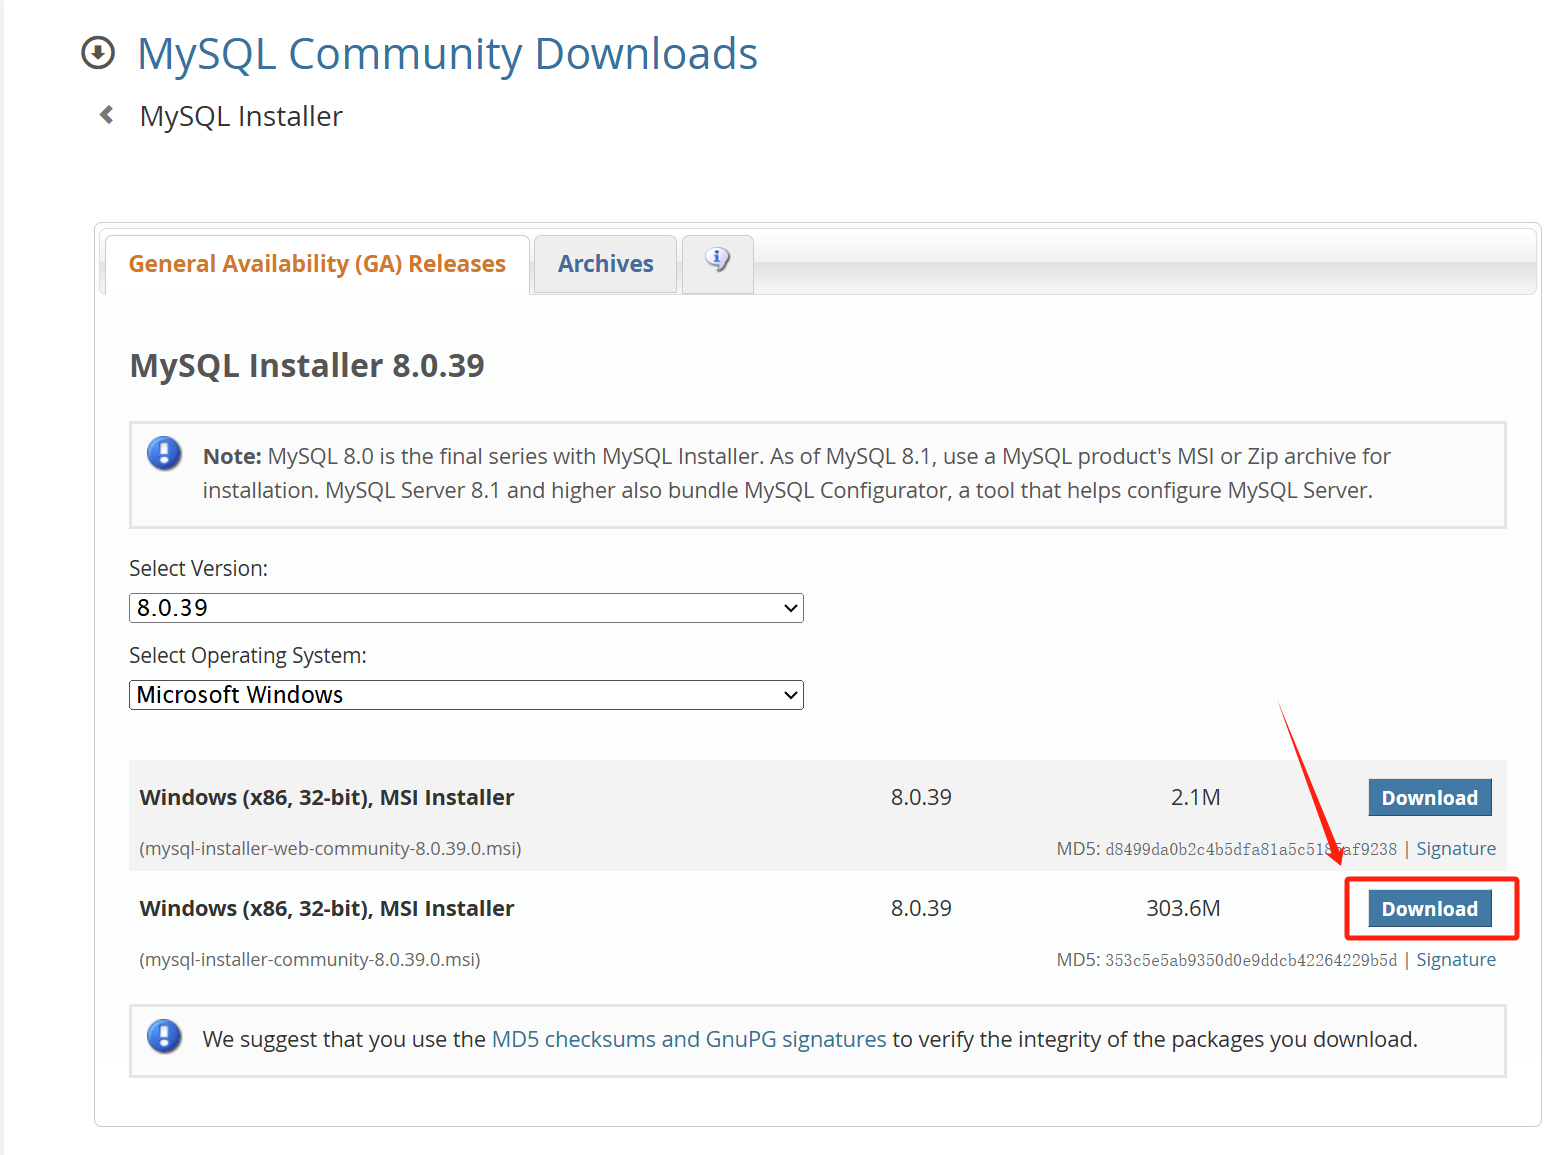 MySQL Community Downloads
MySQL Installer
General Availability (GA) Releases
Archives
MySQL Installer 8.0.39
Note: MySQL 8.0 is the final series with MySQL Installer. As of MySQL 8.1, use a MySQL product's MSI or Zip archive for
installation. MySQL Server 8.1 and higher also bundle MySQL Configurator, a tool that helps configure MySQL Server.
Select Version:
8.0.39
Select Operating System:
Microsoft Windows
Windows (x86, 32-bit), MSI Installer 8.0.39 2.1M Download
(mysql-installer-web-community-8.0.39.0.msi) MD5: | Signature
Windows (x86, 32-bit), MSI Installer 8.0.39 303.6M Download
(mysql-installer-community-8.0.39.0.msi) MD5: 353c5e5ab9350d0e9ddcb42264229b5d | Signature
We suggest that you use the MD5 checksums and GnuPG signatures to verify the integrity of the packages you download.